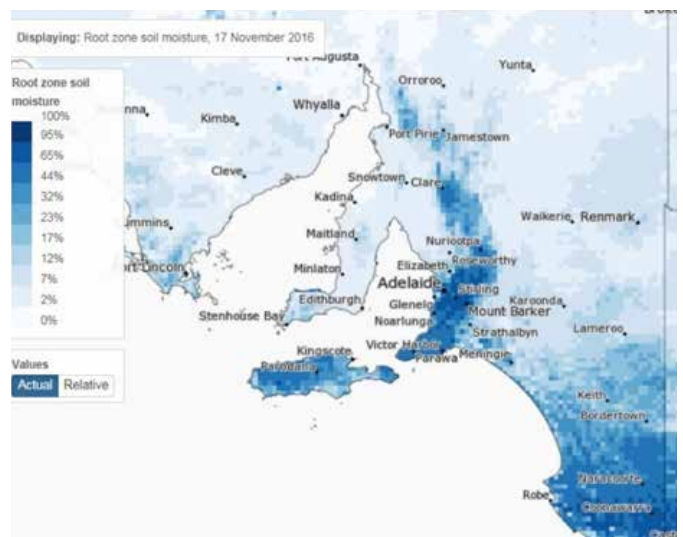 Displaying: Root zone soil moisture, 17 November 2016
Port Augusta
Yunta
Orroroo
Root zone soil
moisture
100%
95%
65%
44%
32%
23%
17%
12%
7%
2%
0%
Whyalla
Kimba
Port Pirie
Jamestown
Cleve
Snowtown
Clare
Kadina
Waikerie
Renmark
Maitland
Nuriootpa
Port Lincoln
Minlaton
Elizabeth
Roseworthy
Adelaide
Stirling
Stenhouse Bay
Edithburgh
Glenelg
Mount Barker
Karoonda
Noarlunga
Strathalbyn
Lameroo
Values
Actual
Relative
Victor Harbor
Kingscote
Parawa
Meningie
Parndana
Keith
Bordertown
Naracoorte
Robe
Coonawarra